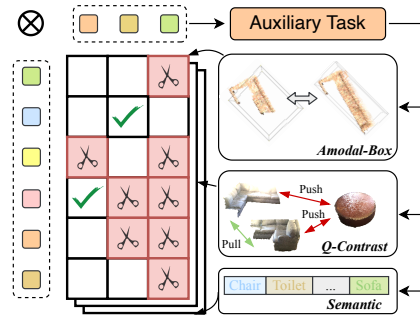 Auxiliary Task
Amodal-Box
Push
Push
Pull
Q-Contrast
Chair Toilet ... Sofa
Semantic